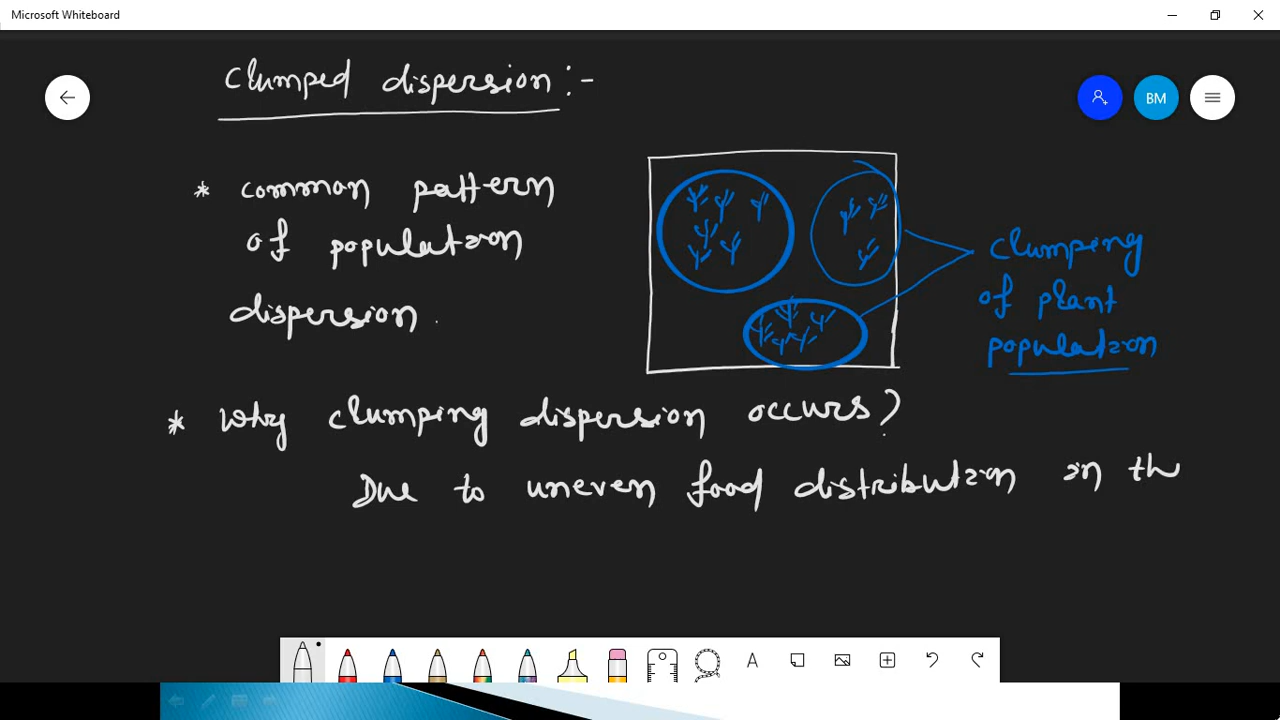 Microsoft Whiteboard
Clumped dispersion :-
BM
* common pattern
of population
dispersion.
clumping
of plant
population
* Why clumping dispersion occurs?
Due to uneven food distribution in th
A